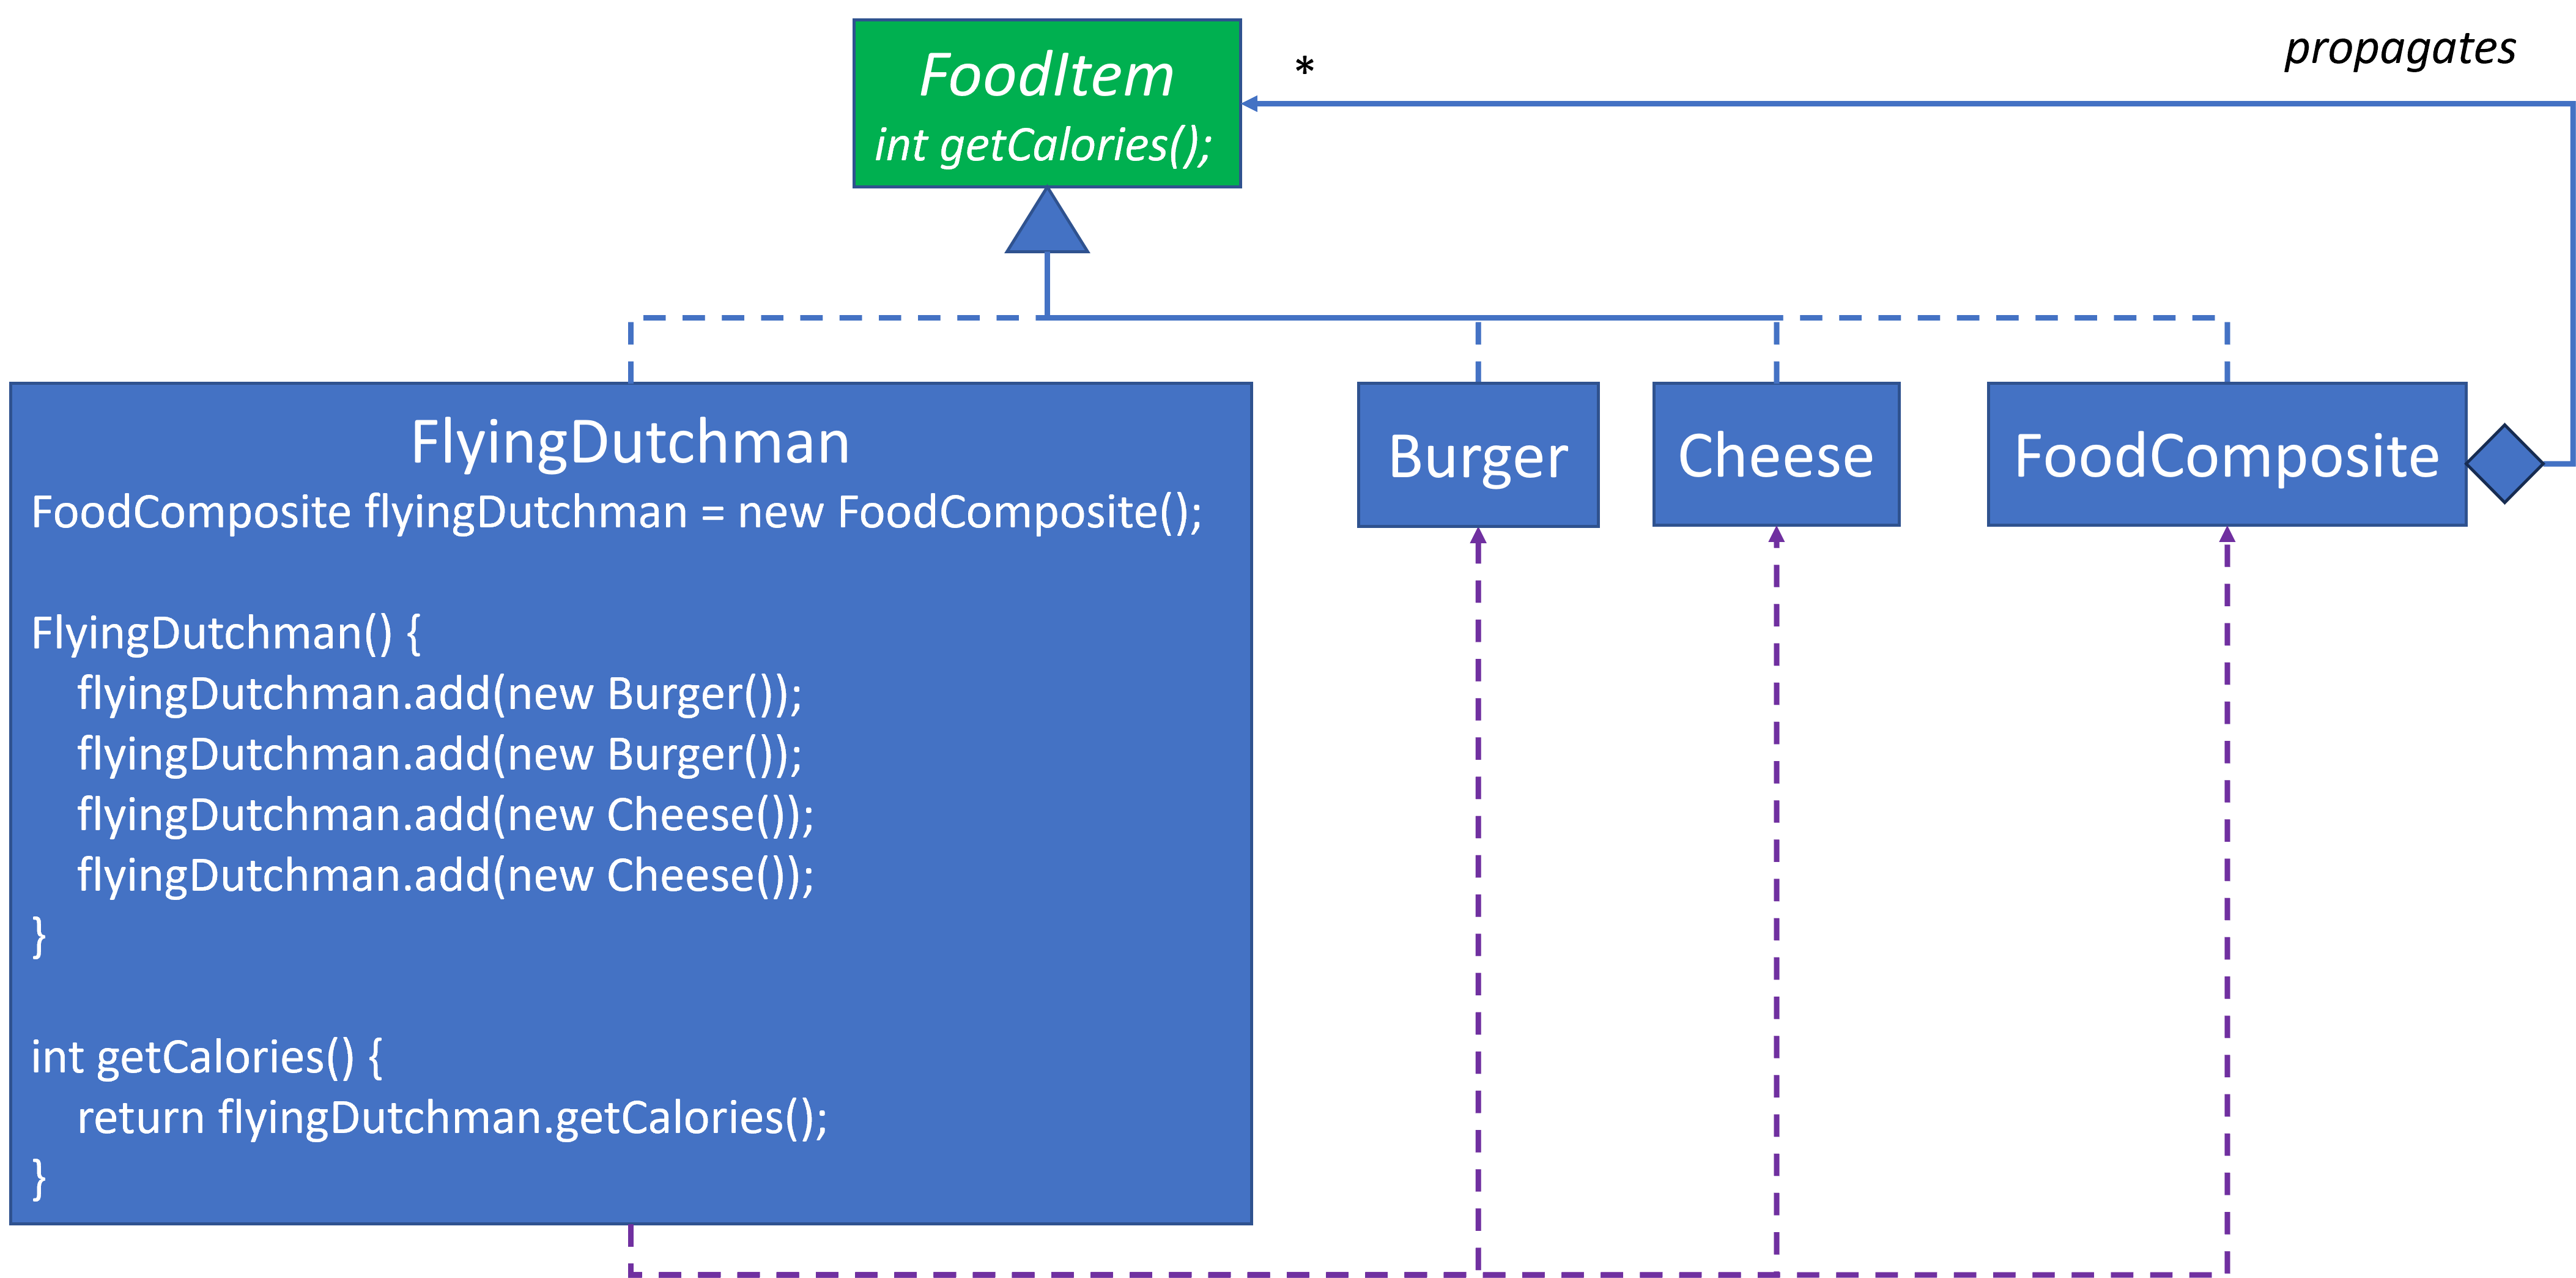 FoodItem
int getCalories();
*
propagates
FlyingDutchman
FoodComposite flyingDutchman = new FoodComposite();
FlyingDutchman() {
flyingDutchman.add(new Burger());
flyingDutchman.add(new Burger());
flyingDutchman.add(new Cheese());
flyingDutchman.add(new Cheese());
}
int getCalories() {
return flyingDutchman.getCalories();
}
Burger
Cheese
FoodComposite